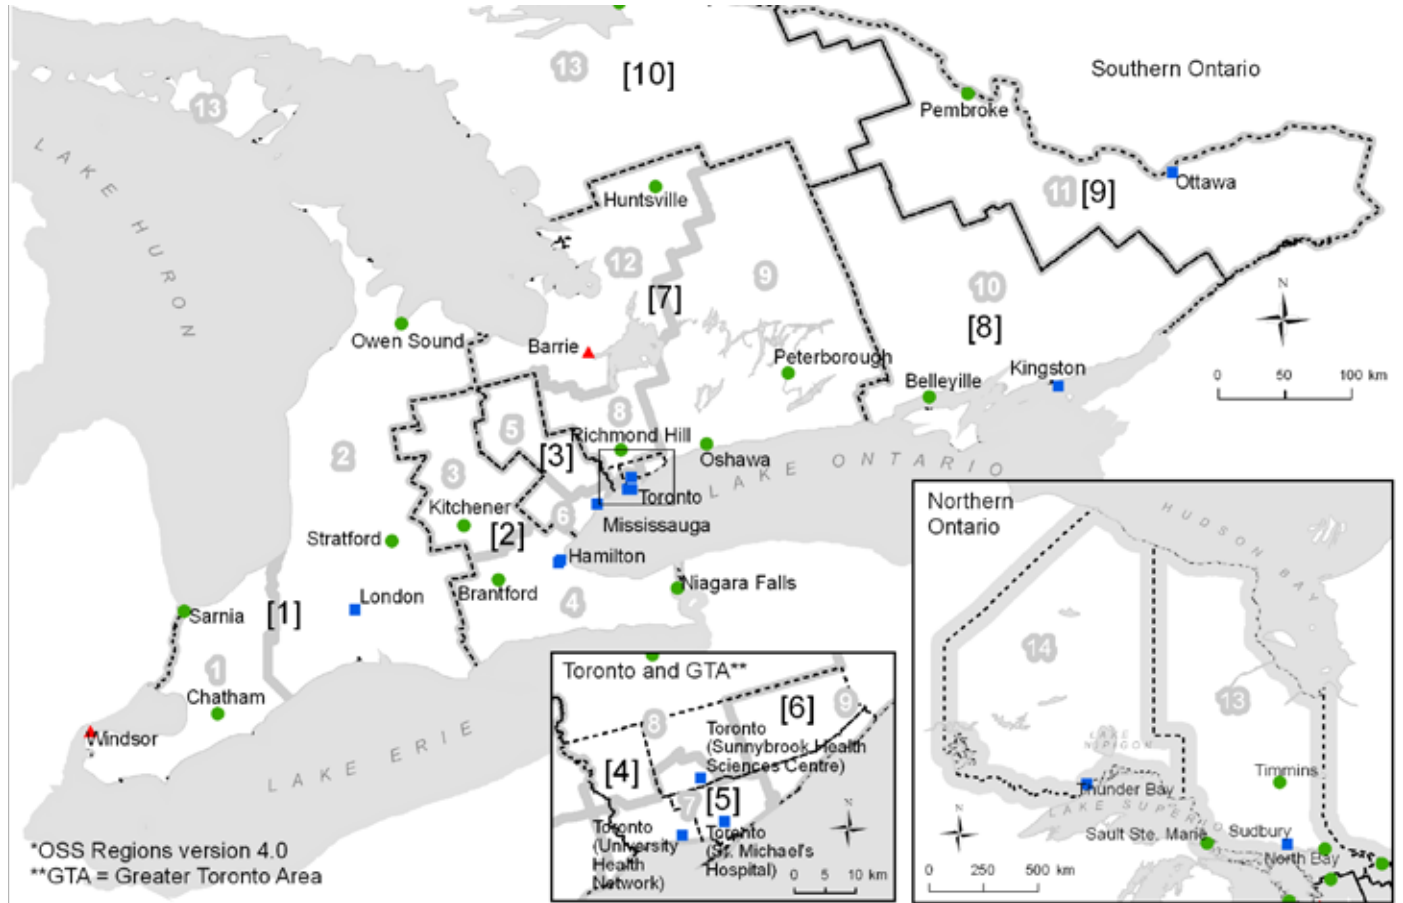 13
[10]
Southern Ontario
13
Pembroke
LAKE HURON
Ottawa
11
[9]
Huntsville
12
9
[7]
10
[8]
Owen Sound
Barrie
Peterborough
Kingston
Belleyille
0 50 100 km
N
8
5
Richmond Hill
2
[3]
Oshawa
3
LAKE ONTARIO
Toronto
Kitchener
6
Mississauga
[2]
Stratford
Hamilton
Niagara Falls
Brantford
4
London
[1]
Sarnia
1
Chatham
Windsor
LAKE ERIE
*OSS Regions version 4.0
**GTA = Greater Toronto Area
Toronto and GTA**
[6]
9
8
Toronto
(Sunnybrook Health
Sciences Centre)
[4]
7
[5]
Toronto
(University
Health
Network)
Toronto
(St. Michael's
Hospital)
N
0 5 10 km
Northern
Ontario
HUDSON BAY
14
13
LAKE
NIPIGON
Timmins
Thunder Bay
LAKE SUPERIOR
Sault Ste. Marie
Sudbury
North Bay
N
0 250 500 km